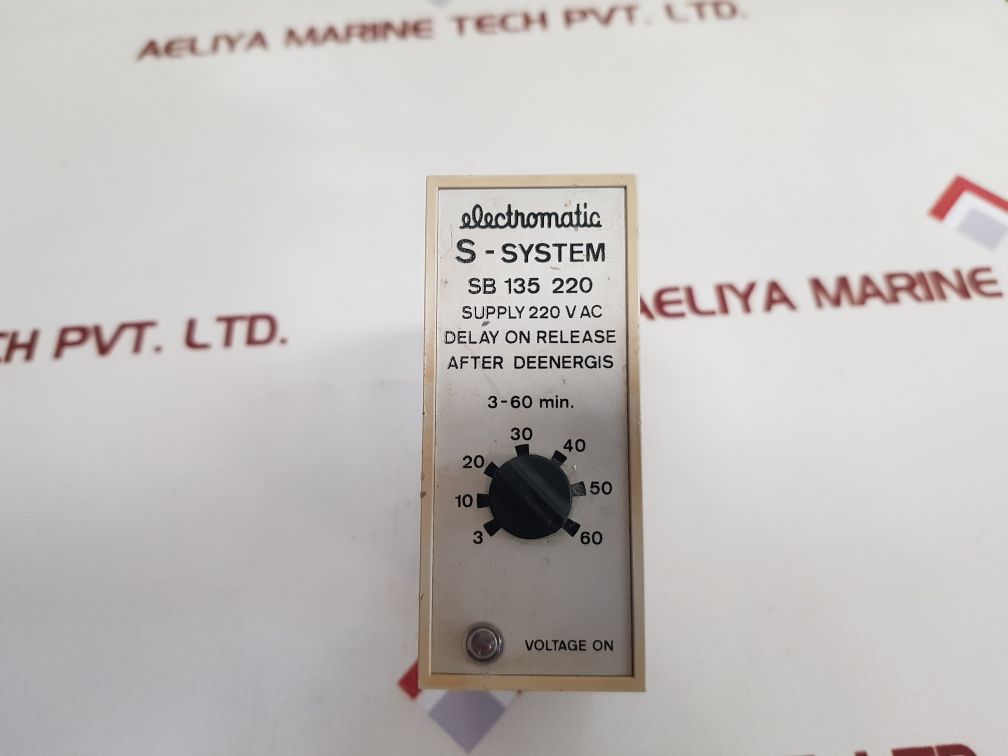 AELIYA MARINE TECH PVT. LTD.
electromatic
S - SYSTEM
SB 135 220
SUPPLY 220 V AC
DELAY ON RELEASE
AFTER DEENERGIS
3-60 min.
30
20
40
10
50
3
60
VOLTAGE ON
CH PVT. LTD.
AELIYA MARINE